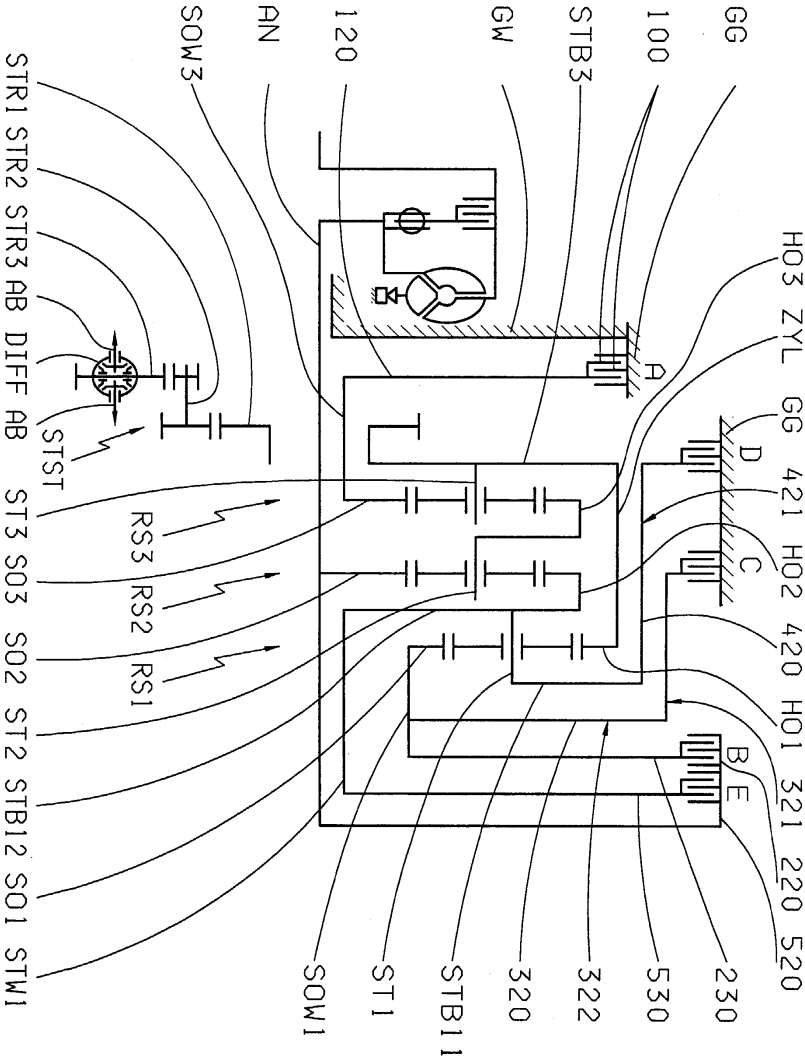 HO3 ZYL GG 421 HO2 420 HO1 321 220 520
GG
D
C
B
E
230
100
A
530
STB3
322
GW
320
120
STB11
AN
ST1
SOW3
SOW1
RS3
RS2
RS1
STST
STR1 STR2 STR3 AB DIFF AB ST3 SO3 SO2 ST2 STB12 SO1 STW1